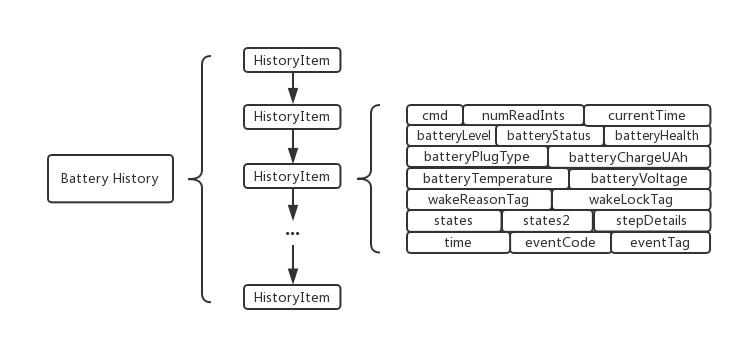 Battery History
HistoryItem
HistoryItem
HistoryItem
...
HistoryItem
cmd numReadInts currentTime
batteryLevel batteryStatus batteryHealth
batteryPlugType batteryChargeUAh
batteryTemperature batteryVoltage
wakeReasonTag wakeLockTag
states states2 stepDetails
time eventCode eventTag